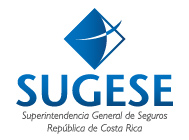 SUGESE
Superintendencia General de Seguros
República de Costa Rica